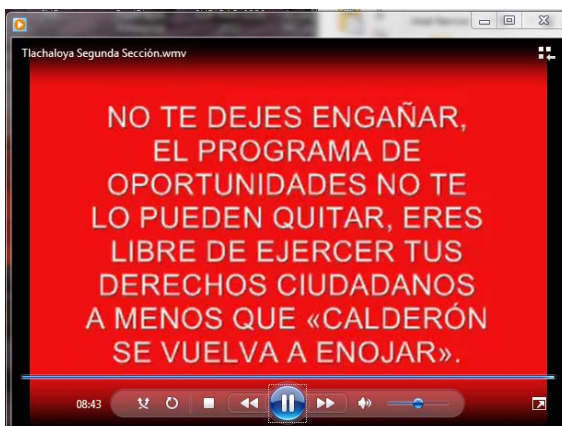 Tlachaloya Segunda Sección.wmv
NO TE DEJES ENGAÑAR,
EL PROGRAMA DE
OPORTUNIDADES NO TE
LO PUEDEN QUITAR, ERES
LIBRE DE EJERCER TUS
DERECHOS CIUDADANOS
A MENOS QUE «CALDERÓN
SE VUELVA A ENOJAR».
08:43